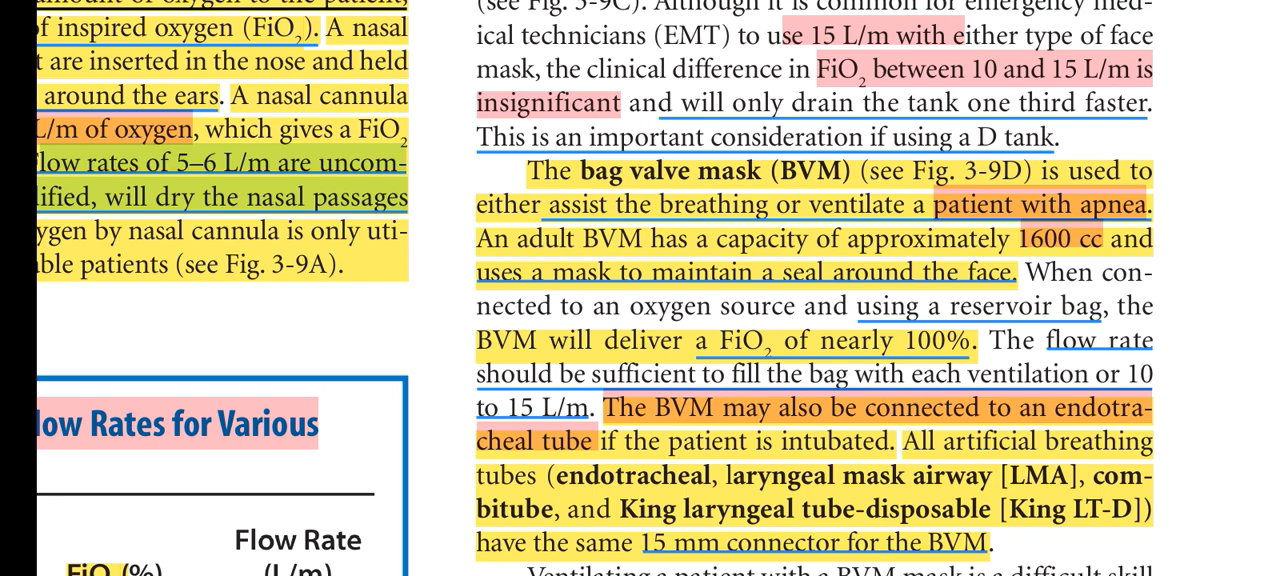 amount of oxygen to the patient,
of inspired oxygen (FiO₂). A nasal
t are inserted in the nose and held
around the ears. A nasal cannula
L/m of oxygen, which gives a FiO₂
Flow rates of 5–6 L/m are uncom-
lified, will dry the nasal passages
ygen by nasal cannula is only uti-
able patients (see Fig. 3-9A).
low Rates for Various
Flow Rate
FiO₂ (%) (L/m)
(see Fig. 3-9C). Although it is common for emergency med-
ical technicians (EMT) to use 15 L/m with either type of face
mask, the clinical difference in FiO₂ between 10 and 15 L/m is
insignificant and will only drain the tank one third faster.
This is an important consideration if using a D tank.
The bag valve mask (BVM) (see Fig. 3-9D) is used to
either assist the breathing or ventilate a patient with apnea.
An adult BVM has a capacity of approximately 1600 cc and
uses a mask to maintain a seal around the face. When con-
nected to an oxygen source and using a reservoir bag, the
BVM will deliver a FiO₂ of nearly 100%. The flow rate
should be sufficient to fill the bag with each ventilation or 10
to 15 L/m. The BVM may also be connected to an endotra-
cheal tube if the patient is intubated. All artificial breathing
tubes (endotracheal, laryngeal mask airway [LMA], com-
bitube, and King laryngeal tube-disposable [King LT-D])
have the same 15 mm connector for the BVM.
Ventilating a patient with a BVM mask is a difficult skill